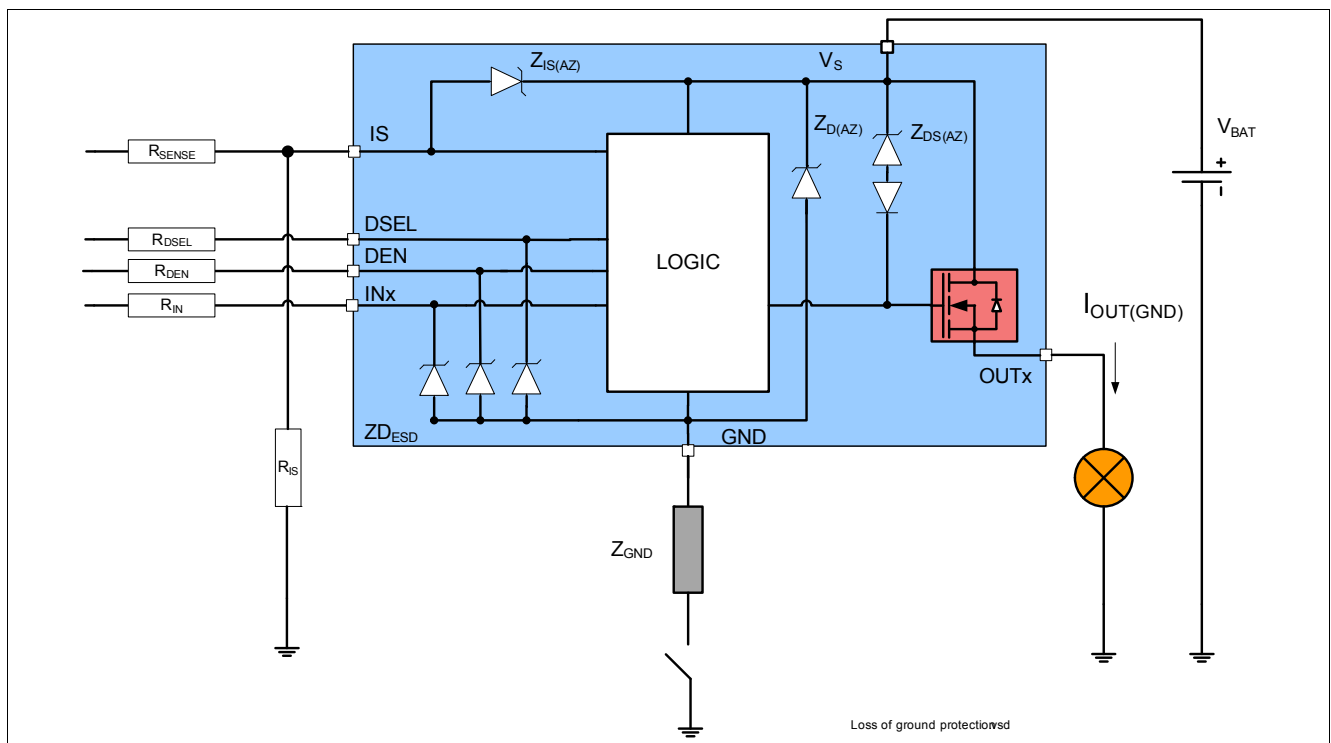 ZIS(AZ)
VS
ZD(AZ)
ZDS(AZ)
VBAT
+
-
IS
RSENSE
DSEL
RDSEL
DEN
RDEN
INx
RIN
LOGIC
IOUT(GND)
OUTx
ZDESD
GND
RIS
ZGND
Loss of ground protectionvsd